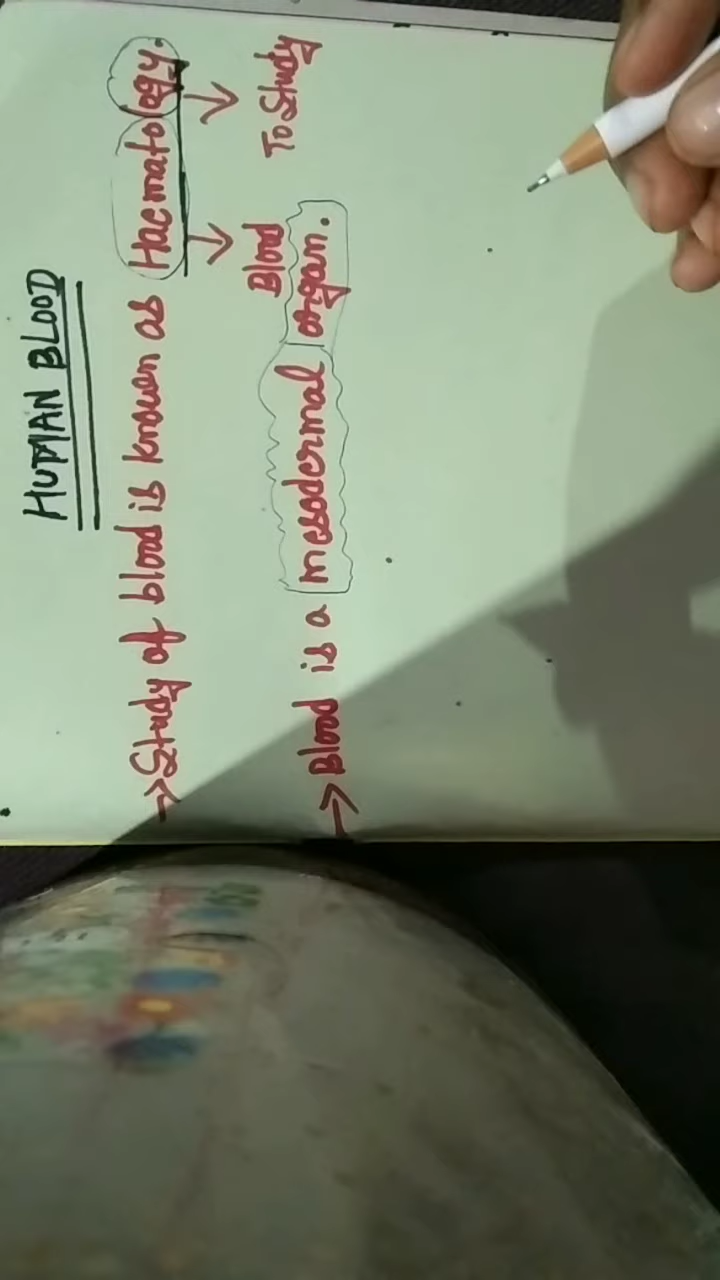 HUMAN BLOOD
→ Study of blood is known as Haematology.
Blood To Study
→ Blood is a mesodermal organ.